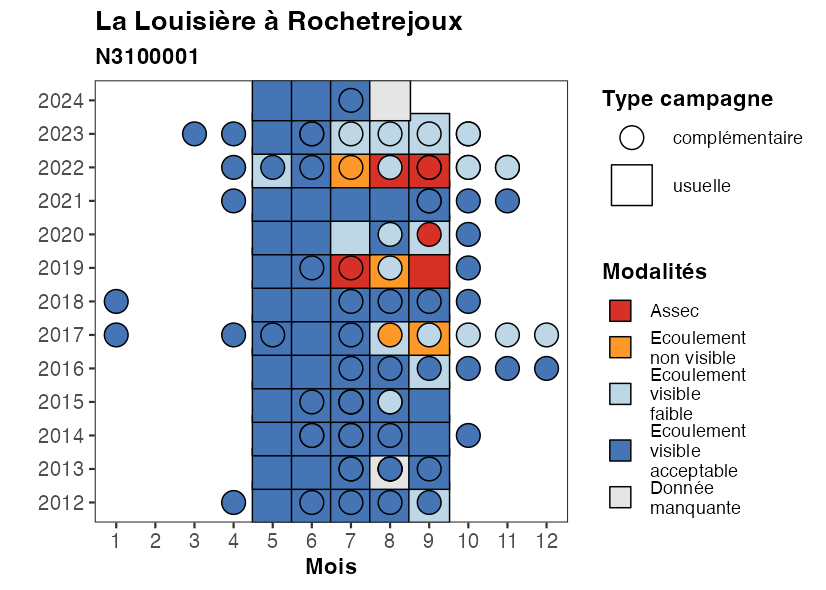 La Louisière à Rochetrejoux
N3100001
2024
2023
2022
2021
2020
2019
2018
2017
2016
2015
2014
2013
2012
1 2 3 4 5 6 7 8 9 10 11 12
Mois
Type campagne
complémentaire
usuelle
Modalités
Assec
Ecoulement
non visible
Ecoulement
visible
faible
Ecoulement
visible
acceptable
Donnée
manquante